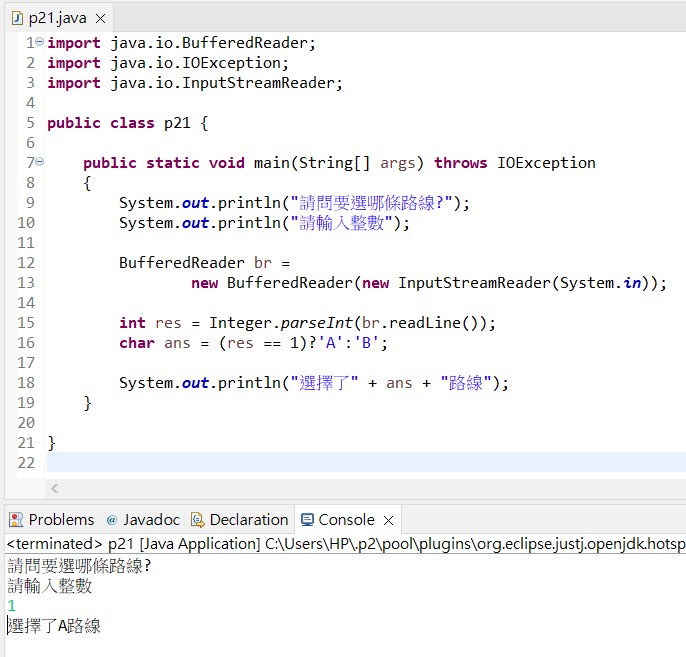 p21.java
1 import java.io.BufferedReader;
2 import java.io.IOException;
3 import java.io.InputStreamReader;
4
5 public class p21 {
6
7     public static void main(String[] args) throws IOException
8     {
9         System.out.println("請問要選哪條路線?");
10         System.out.println("請輸入整數");
11
12         BufferedReader br =
13                 new BufferedReader(new InputStreamReader(System.in));
14
15         int res = Integer.parseInt(br.readLine());
16         char ans = (res == 1)?'A':'B';
17
18         System.out.println("選擇了" + ans + "路線");
19     }
20
21 }
22
Problems @ Javadoc Declaration Console
<terminated> p21 [Java Application] C:\Users\HP\.p2\pool\plugins\org.eclipse.justj.openjdk.hotsp
請問要選哪條路線?
請輸入整數
1
選擇了A路線